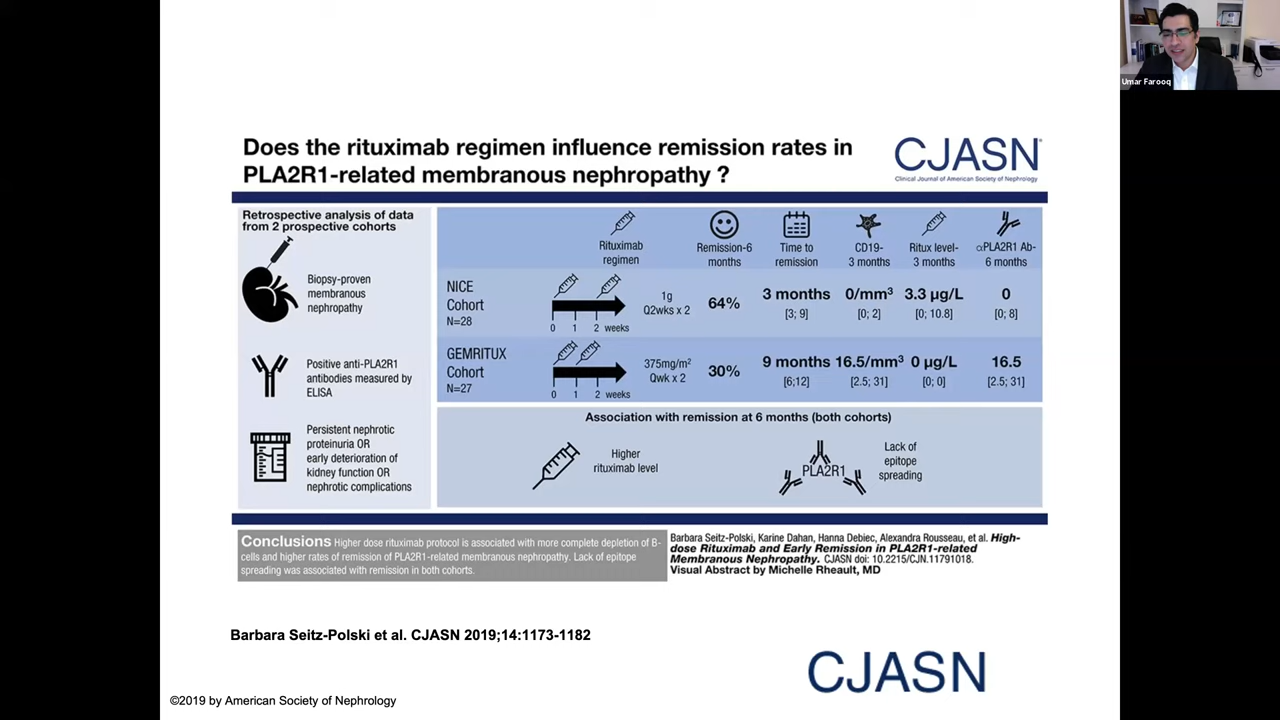 Umar Farooq
Does the rituximab regimen influence remission rates in
PLA2R1-related membranous nephropathy ?
CJASN
Clinical Journal of American Society of Nephrology
Retrospective analysis of data
from 2 prospective cohorts
Biopsy-proven
membranous
nephropathy
Positive anti-PLA2R1
antibodies measured by
ELISA
Persistent nephrotic
proteinuria OR
early deterioration of
kidney function OR
nephrotic complications
Rituximab
regimen
Remission-6
months
Time to
remission
CD19-
3 months
Ritux level-
3 months
αPLA2R1 Ab-
6 months
NICE
Cohort
N=28
0 1 2 weeks
1g
Q2wks x 2
64%
3 months
[3; 9]
0/mm³
[0; 2]
3.3 µg/L
[0; 10.8]
0
[0; 8]
GEMRITUX
Cohort
N=27
0 1 2 weeks
375mg/m²
Qwk x 2
30%
9 months
[6;12]
16.5/mm³
[2.5; 31]
0 µg/L
[0; 0]
16.5
[2.5; 31]
Association with remission at 6 months (both cohorts)
Higher
rituximab level
PLA2R1
Lack of
epitope
spreading
Conclusions Higher dose rituximab protocol is associated with more complete depletion of B-
cells and higher rates of remission of PLA2R1-related membranous nephropathy. Lack of epitope
spreading was associated with remission in both cohorts.
Barbara Seitz-Polski, Karine Dahan, Hanna Debiec, Alexandra Rousseau, et al. High-
dose Rituximab and Early Remission in PLA2R1-related
Membranous Nephropathy. CJASN doi: 10.2215/CJN.11791018.
Visual Abstract by Michelle Rheault, MD
Barbara Seitz-Polski et al. CJASN 2019;14:1173-1182
CJASN
©2019 by American Society of Nephrology